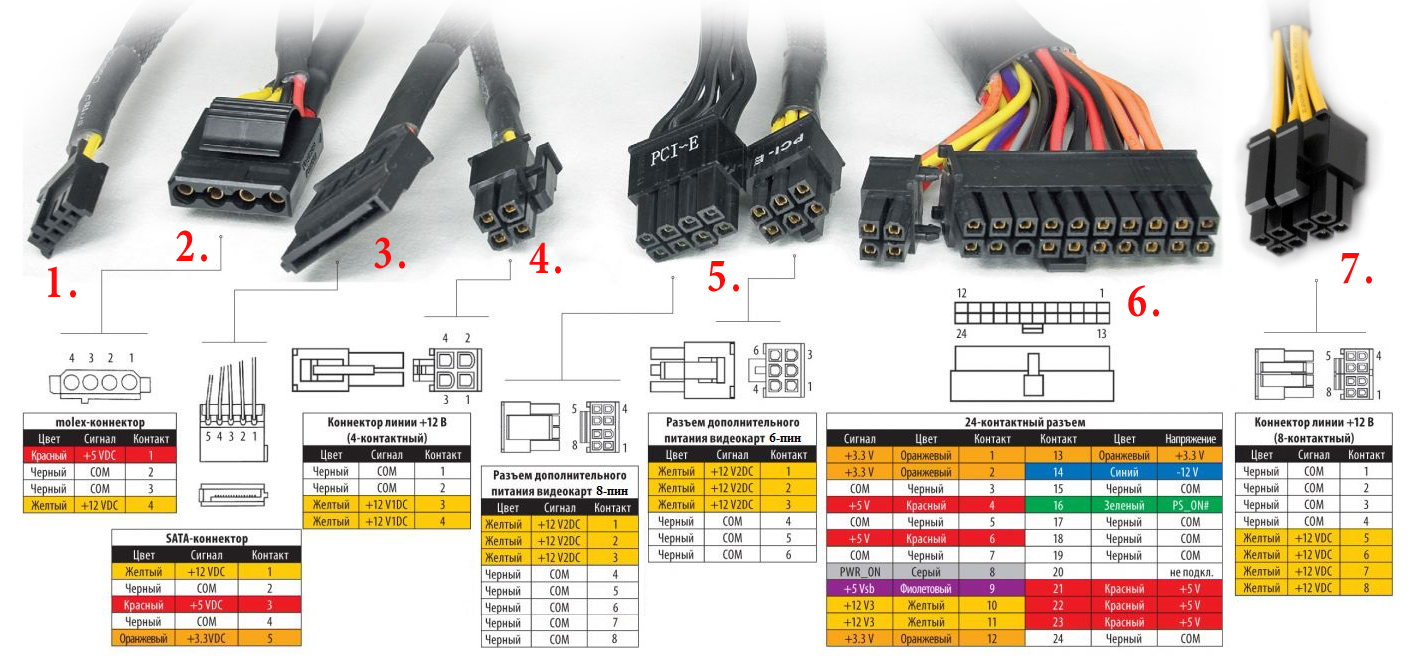 PCI-E
PCI-E
1.
2.
3.
4.
5.
6.
7.
4 3 2 1
molex-коннектор
Цвет Сигнал Контакт
Красный +5 VDC 1
Черный COM 2
Черный COM 3
Желтый +12 VDC 4
5 4 3 2 1
SATA-коннектор
Цвет Сигнал Контакт
Желтый +12 VDC 1
Черный COM 2
Красный +5 VDC 3
Черный COM 4
Оранжевый +3.3VDC 5
4 2
3 1
Коннектор линии +12 В
(4-контактный)
Цвет Сигнал Контакт
Черный COM 1
Черный COM 2
Желтый +12 V1DC 3
Желтый +12 V1DC 4
5 4
8 1
Разъем дополнительного
питания видеокарт 8-пин
Цвет Сигнал Контакт
Желтый +12 V2DC 1
Желтый +12 V2DC 2
Желтый +12 V2DC 3
Черный COM 4
Черный COM 5
Черный COM 6
Черный COM 7
Черный COM 8
6 3
4 1
Разъем дополнительного
питания видеокарт 6-пин
Цвет Сигнал Контакт
Желтый +12 V2DC 1
Желтый +12 V2DC 2
Желтый +12 V2DC 3
Черный COM 4
Черный COM 5
Черный COM 6
12 1
24 13
24-контактный разъем
Сигнал Цвет Контакт Контакт Цвет Напряжение
+3.3 V Оранжевый 1 13 Оранжевый +3.3 V
+3.3 V Оранжевый 2 14 Синий -12 V
COM Черный 3 15 Черный COM
+5 V Красный 4 16 Зеленый PS_ON#
COM Черный 5 17 Черный COM
+5 V Красный 6 18 Черный COM
COM Черный 7 19 Черный COM
PWR_ON Серый 8 20 не подкл.
+5 Vsb Фиолетовый 9 21 Красный +5 V
+12 V3 Желтый 10 22 Красный +5 V
+12 V3 Желтый 11 23 Красный +5 V
+3.3 V Оранжевый 12 24 Черный COM
5 4
8 1
Коннектор линии +12 В
(8-контактный)
Цвет Сигнал Контакт
Черный COM 1
Черный COM 2
Черный COM 3
Черный COM 4
Желтый +12 VDC 5
Желтый +12 VDC 6
Желтый +12 VDC 7
Желтый +12 VDC 8